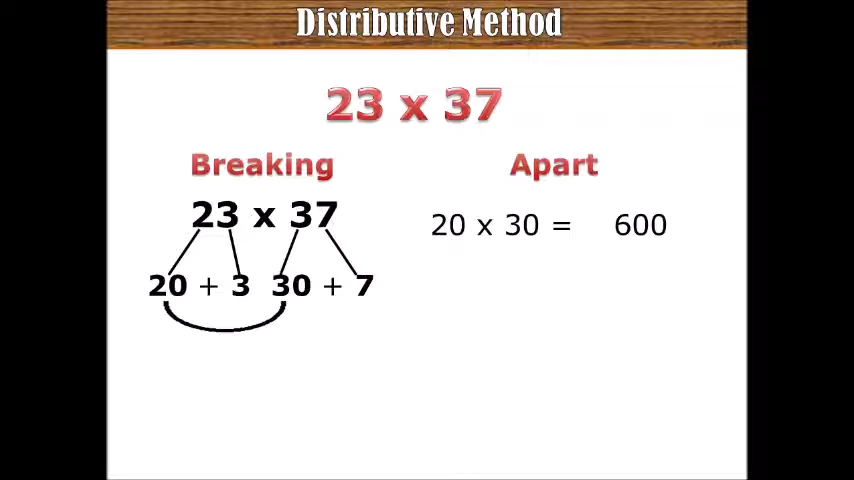 Distributive Method
23 x 37
Breaking Apart
23 x 37
20 x 30 = 600
20 + 3 30 + 7